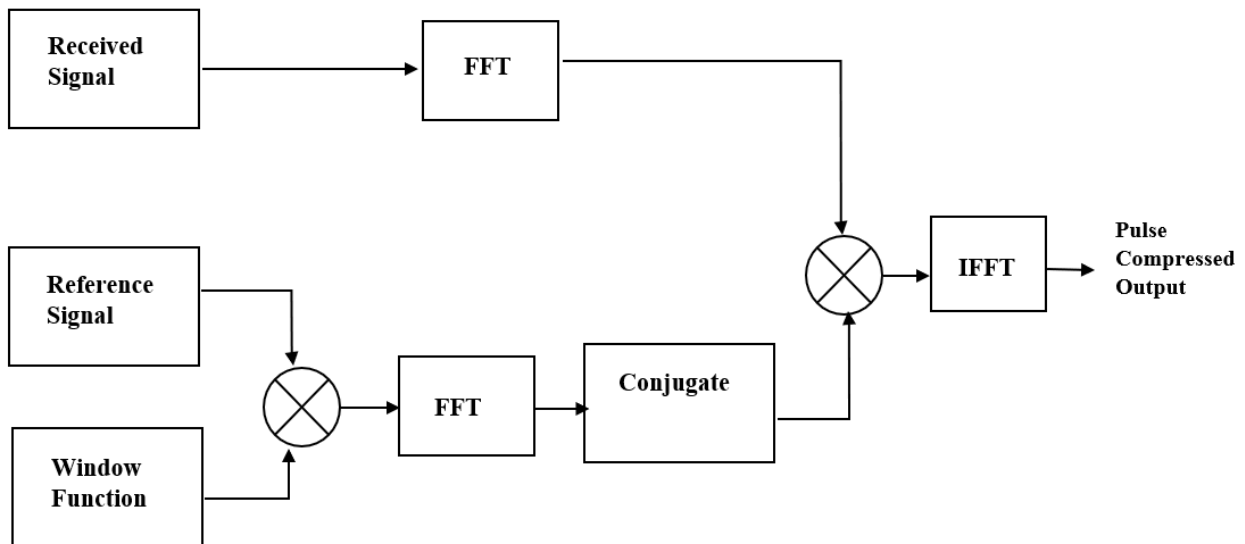 Received
Signal
FFT
Pulse
Compressed
Output
IFFT
Reference
Signal
Conjugate
FFT
Window
Function